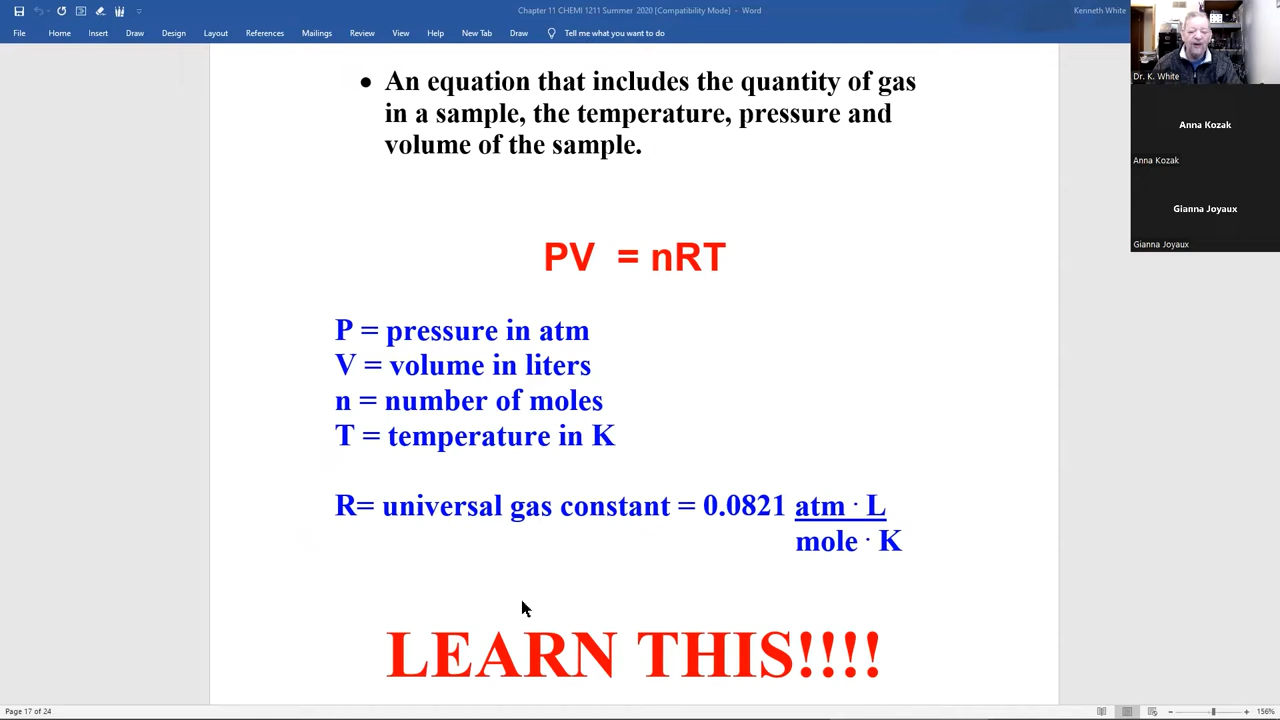 Chapter 11 CHEMI 1211 Summer 2020 [Compatibility Mode] - Word
Kenneth White
File Home Insert Draw Design Layout References Mailings Review View Help New Tab Draw Tell me what you want to do
Dr. K. White
Anna Kozak
Anna Kozak
Gianna Joyaux
Gianna Joyaux
• An equation that includes the quantity of gas
in a sample, the temperature, pressure and
volume of the sample.
PV = nRT
P = pressure in atm
V = volume in liters
n = number of moles
T = temperature in K
R= universal gas constant = 0.0821 atm · L
mole · K
LEARN THIS!!!!
Page 17 of 24
156%